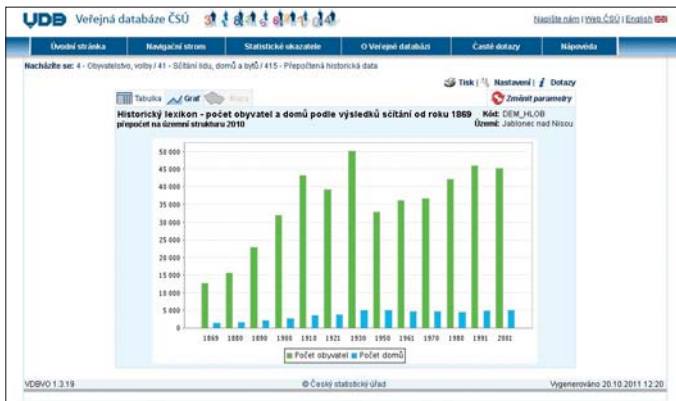 VDB Veřejná databáze ČSÚ
Napište nám | Web ČSÚ | English
Úvodní stránka Navigační strom Statistické ukazatele O Veřejné databázi Časté dotazy Nápověda
Nacházíte se: 4 - Obyvatelstvo, volby / 41 - Sčítání lidu, domů a bytů / 415 - Přepočtená historická data
Tisk | Nastavení | Dotazy
Tabulka Graf Mapa Změnit parametry
Historický lexikon - počet obyvatel a domů podle výsledků sčítání od roku 1869 Kód: DEM_HLOB
přepočet na územní strukturu 2010 Území: Jablonec nad Nisou
50 000
45 000
40 000
35 000
30 000
25 000
20 000
15 000
10 000
5 000
0
1869 1880 1890 1900 1910 1921 1930 1950 1961 1970 1980 1991 2001
Počet obyvatel Počet domů
VDBVO 1.3.19 © Český statistický úřad Vygenerováno 20.10.2011 12:20